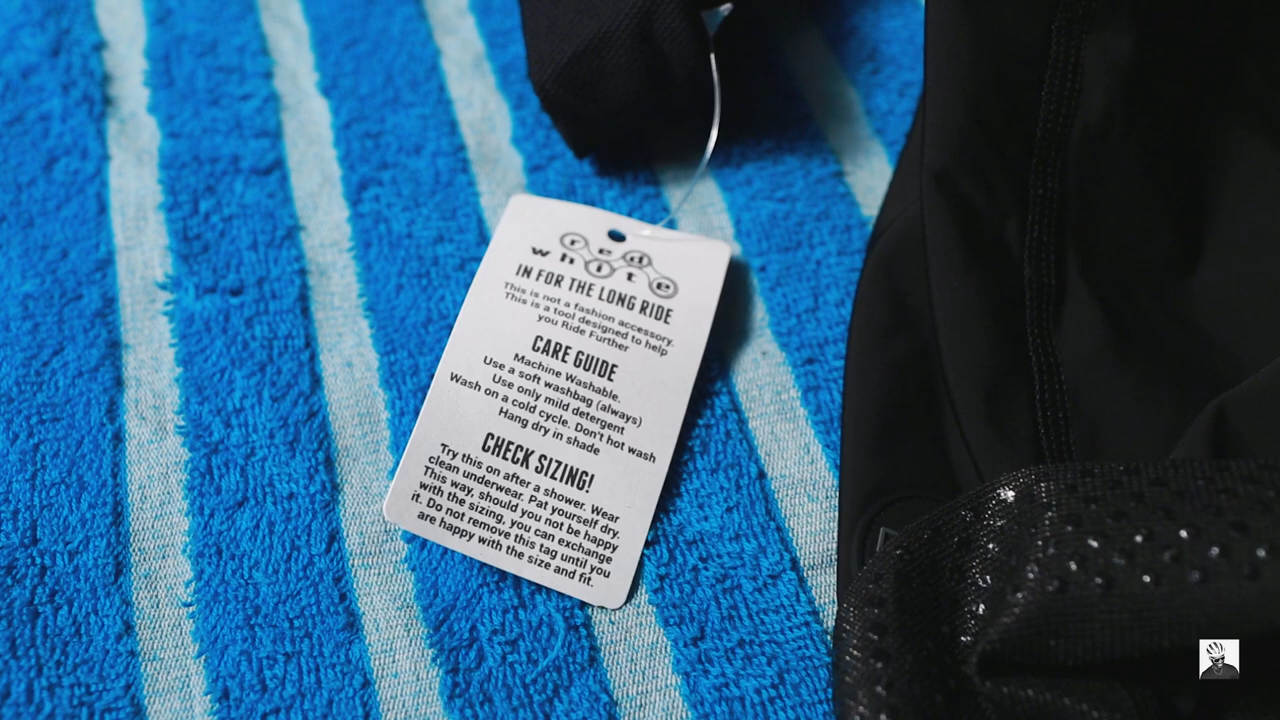 red
white
IN FOR THE LONG RIDE
This is not a fashion accessory.
This is a tool designed to help
you Ride Further
CARE GUIDE
Machine Washable.
Use a soft washbag (always)
Use only mild detergent
Wash on a cold cycle. Don't hot wash
Hang dry in shade
CHECK SIZING!
Try this on after a shower. Wear
clean underwear. Pat yourself dry.
This way, should you not be happy
with the sizing, you can exchange
it. Do not remove this tag until you
are happy with the size and fit.